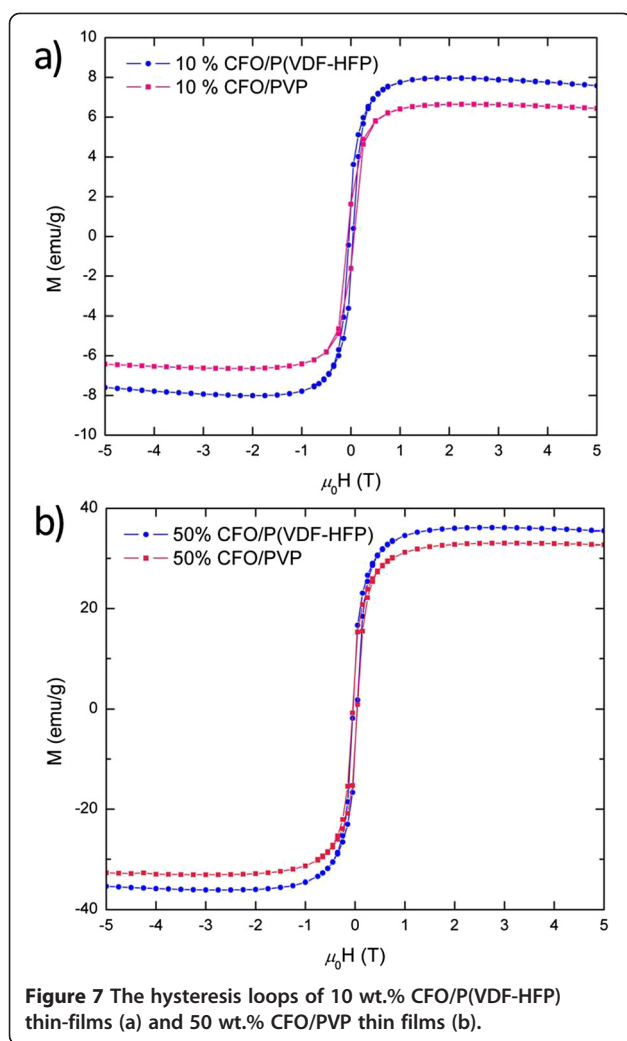 a)
10 % CFO/P(VDF-HFP)
10 % CFO/PVP
10
8
6
4
2
0
-2
-4
-6
-8
-10
M (emu/g)
-5 -4 -3 -2 -1 0 1 2 3 4 5
μ₀H (T)
b)
50% CFO/P(VDF-HFP)
50% CFO/PVP
40
20
0
-20
-40
M (emu/g)
-5 -4 -3 -2 -1 0 1 2 3 4 5
μ₀H (T)
Figure 7 The hysteresis loops of 10 wt.% CFO/P(VDF-HFP)
thin-films (a) and 50 wt.% CFO/PVP thin films (b).